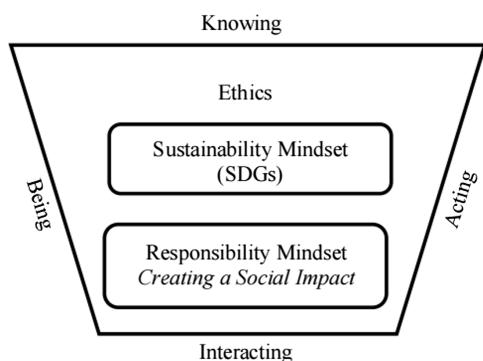 Knowing
Ethics
Sustainability Mindset
(SDGs)
Being
Acting
Responsibility Mindset
Creating a Social Impact
Interacting